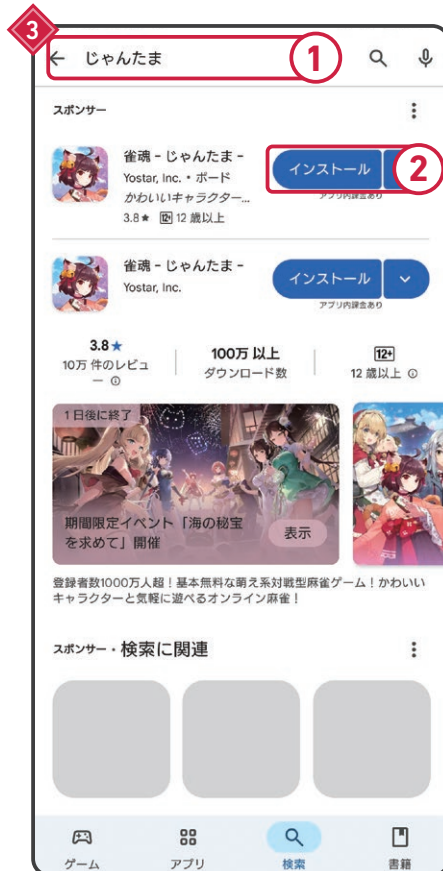 3
じゃんたま
1
スポンサー
雀魂 - じゃんたま -
Yostar, Inc. • ボード
かわいいキャラクター...
3.8★ 12+ 12 歳以上
インストール
2
アプリ内課金あり
雀魂 - じゃんたま -
Yostar, Inc.
インストール
アプリ内課金あり
3.8★
10万 件のレビュ
ー
100万 以上
ダウンロード数
12+
12 歳以上
1日後に終了
期間限定イベント「海の秘宝
を求めて」開催
表示
登録者数1000万人超！基本無料な萌え系対戦型麻雀ゲーム！かわいい
キャラクターと気軽に遊べるオンライン麻雀！
スポンサー・検索に関連
ゲーム
アプリ
検索
書籍